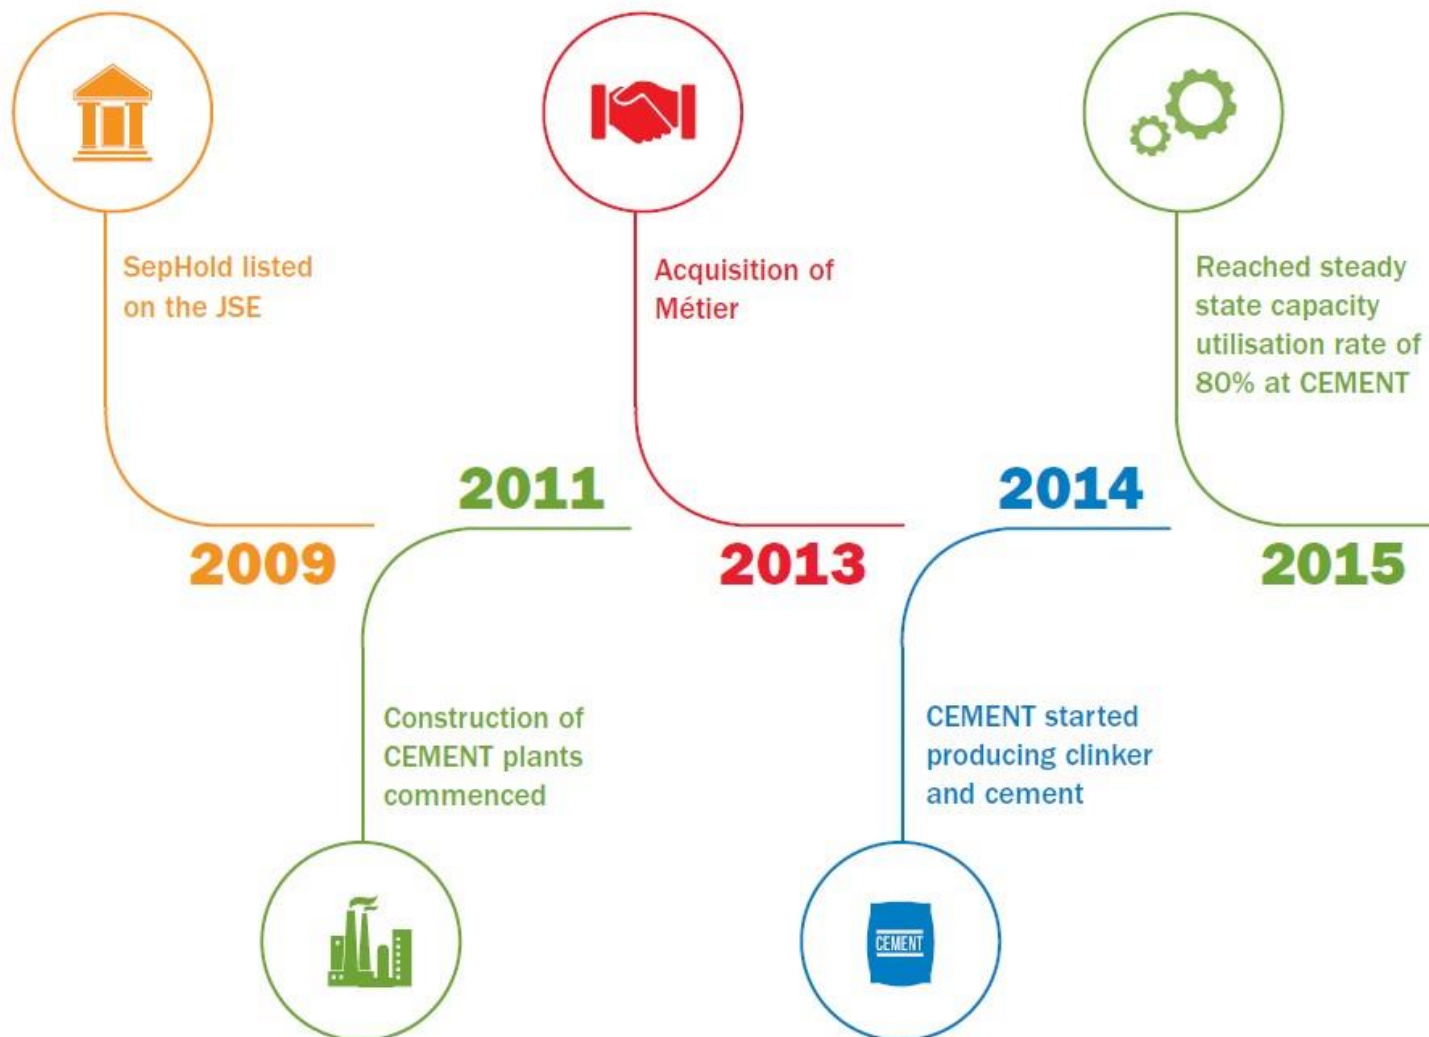 SepHold listed
on the JSE
2009
2011
Construction of
CEMENT plants
commenced
Acquisition of
Métier
2013
2014
CEMENT started
producing clinker
and cement
CEMENT
Reached steady
state capacity
utilisation rate of
80% at CEMENT
2015